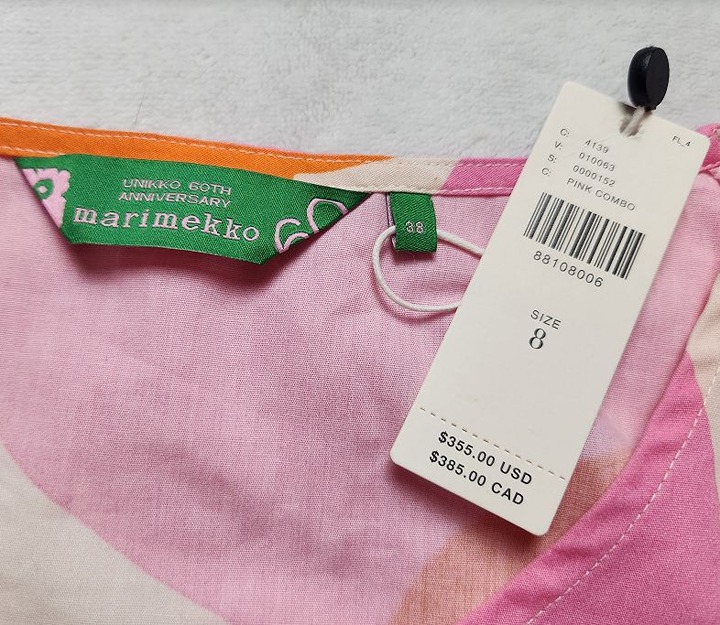 UNIKKO 60TH
ANNIVERSARY
marimekko
60
38
FL_4
C: 4139
V: 010063
S: 0000152
C: PINK COMBO
88108006
SIZE
8
$355.00 USD
$385.00 CAD